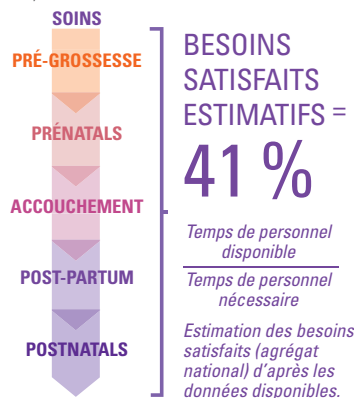 SOINS
PRÉ-GROSSESSE
PRÉNATALS
ACCOUCHEMENT
POST-PARTUM
POSTNATALS
BESOINS
SATISFAITS
ESTIMATIFS =
41 %
Temps de personnel
disponible
Temps de personnel
nécessaire
Estimation des besoins
satisfaits (agrégat
national) d'après les
données disponibles.